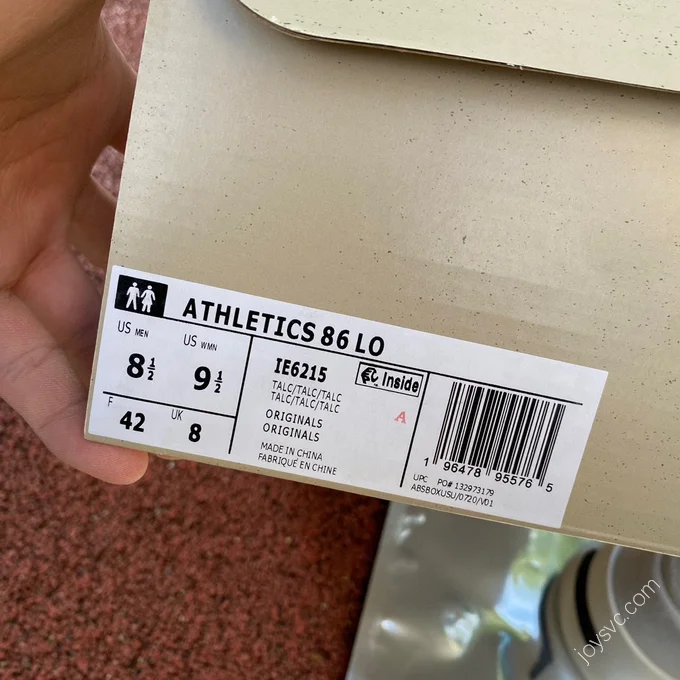 ATHLETICS 86 LO
US MEN
8½
US WMN
9½
F
42
UK
8
IE6215
Inside
TALC/TALC/TALC
TALC/TALC/TALC
ORIGINALS
ORIGINALS
A
MADE IN CHINA
FABRIQUÉ EN CHINE
1 96478 95576 5
UPC PO# 132973179
ABSBOXUSU/0720/V01
joysvc.com